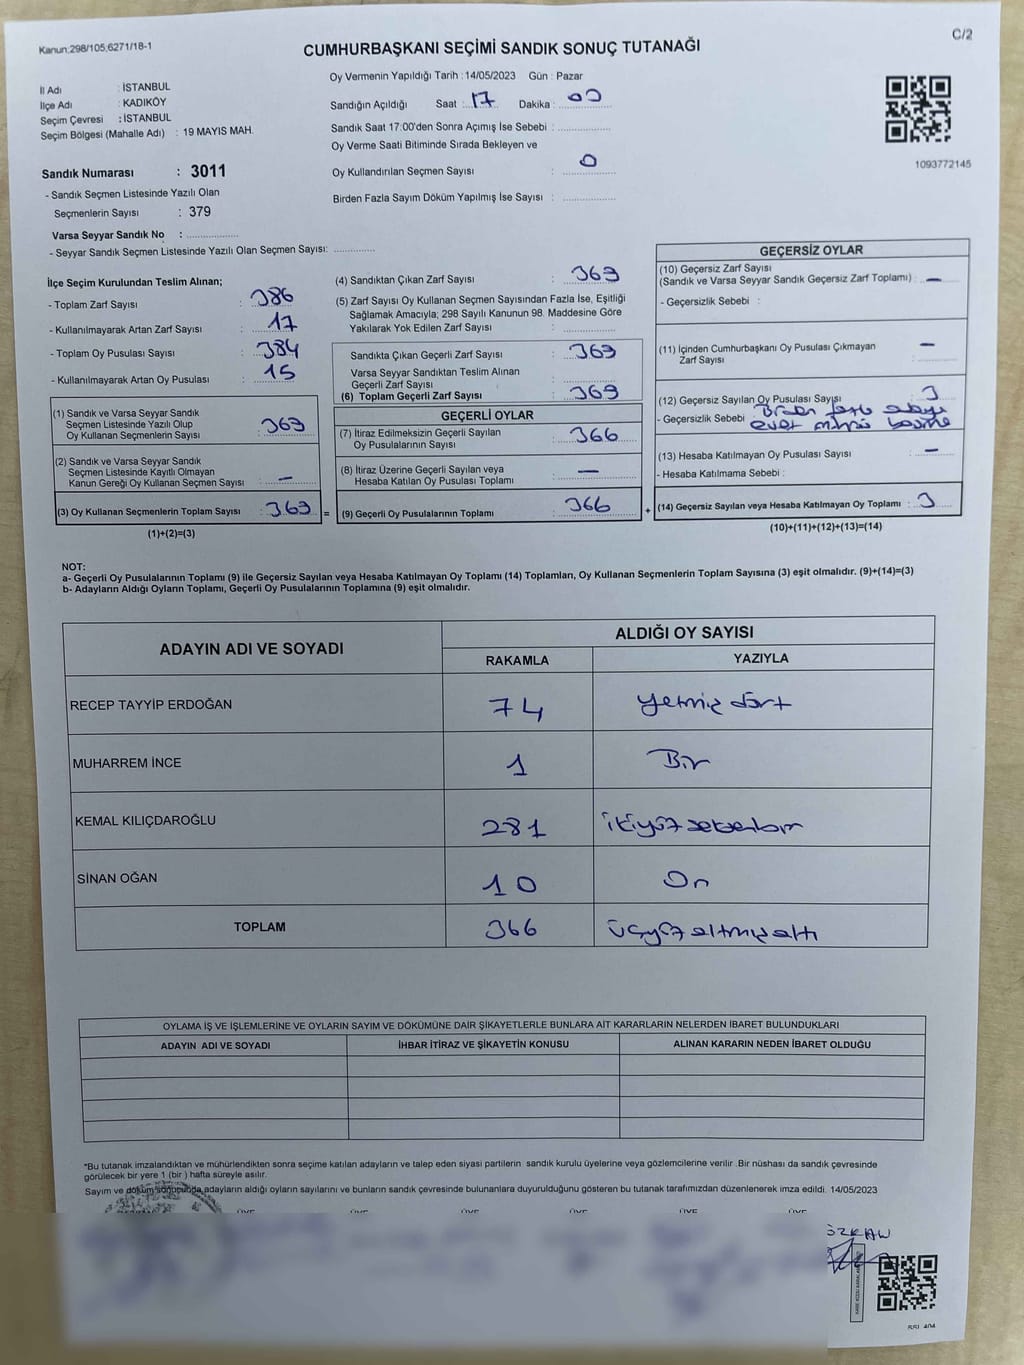 Kanun:298/105,6271/18-1
C/2
CUMHURBAŞKANI SEÇİMİ SANDIK SONUÇ TUTANAĞI
İl Adı : İSTANBUL
İlçe Adı : KADIKÖY
Seçim Çevresi : İSTANBUL
Seçim Bölgesi (Mahalle Adı) : 19 MAYIS MAH.
Oy Vermenin Yapıldığı Tarih : 14/05/2023 Gün : Pazar
Sandığın Açıldığı Saat : 17 Dakika : 00
Sandık Saat 17:00'den Sonra Açımış İse Sebebi :
Oy Verme Saati Bitiminde Sırada Bekleyen ve
Oy Kullandırılan Seçmen Sayısı : 0
Birden Fazla Sayım Döküm Yapılmış İse Sayısı :
1093772145
Sandık Numarası : 3011
- Sandık Seçmen Listesinde Yazılı Olan
Seçmenlerin Sayısı : 379
Varsa Seyyar Sandık No :
- Seyyar Sandık Seçmen Listesinde Yazılı Olan Seçmen Sayısı:
İlçe Seçim Kurulundan Teslim Alınan;
- Toplam Zarf Sayısı : 386
- Kullanılmayarak Artan Zarf Sayısı : 17
- Toplam Oy Pusulası Sayısı : 384
- Kullanılmayarak Artan Oy Pusulası : 15
(1) Sandık ve Varsa Seyyar Sandık
Seçmen Listesinde Yazılı Olup
Oy Kullanan Seçmenlerin Sayısı : 369
(2) Sandık ve Varsa Seyyar Sandık
Seçmen Listesinde Kayıtlı Olmayan
Kanun Gereği Oy Kullanan Seçmen Sayısı : –
(3) Oy Kullanan Seçmenlerin Toplam Sayısı : 369
(1)+(2)=(3)
(4) Sandıktan Çıkan Zarf Sayısı : 369
(5) Zarf Sayısı Oy Kullanan Seçmen Sayısından Fazla İse, Eşitliği
Sağlamak Amacıyla; 298 Sayılı Kanunun 98. Maddesine Göre
Yakılarak Yok Edilen Zarf Sayısı :
Sandıkta Çıkan Geçerli Zarf Sayısı : 369
Varsa Seyyar Sandıktan Teslim Alınan
Geçerli Zarf Sayısı :
(6) Toplam Geçerli Zarf Sayısı : 369
GEÇERLİ OYLAR
(7) İtiraz Edilmeksizin Geçerli Sayılan
Oy Pusulalarının Sayısı : 366
(8) İtiraz Üzerine Geçerli Sayılan veya
Hesaba Katılan Oy Pusulası Toplamı : –
= (9) Geçerli Oy Pusulalarının Toplamı : 366
GEÇERSİZ OYLAR
(10) Geçersiz Zarf Sayısı
(Sandık ve Varsa Seyyar Sandık Geçersiz Zarf Toplamı) : –
- Geçersizlik Sebebi :
(11) İçinden Cumhurbaşkanı Oy Pusulası Çıkmayan
Zarf Sayısı : –
(12) Geçersiz Sayılan Oy Pusulası Sayısı : 3
- Geçersizlik Sebebi : Birden fazla adaya
evet mührü basma
(13) Hesaba Katılmayan Oy Pusulası Sayısı : –
- Hesaba Katılmama Sebebi :
+ (14) Geçersiz Sayılan veya Hesaba Katılmayan Oy Toplamı : 3
(10)+(11)+(12)+(13)=(14)
NOT:
a- Geçerli Oy Pusulalarının Toplamı (9) ile Geçersiz Sayılan veya Hesaba Katılmayan Oy Toplamı (14) Toplamları, Oy Kullanan Seçmenlerin Toplam Sayısına (3) eşit olmalıdır. (9)+(14)=(3)
b- Adayların Aldığı Oyların Toplamı, Geçerli Oy Pusulalarının Toplamına (9) eşit olmalıdır.
ADAYIN ADI VE SOYADI
ALDIĞI OY SAYISI
RAKAMLA YAZIYLA
RECEP TAYYİP ERDOĞAN 74 Yetmiş dört
MUHARREM İNCE 1 Bir
KEMAL KILIÇDAROĞLU 281 ikiyüzseksenbir
SİNAN OĞAN 10 On
TOPLAM 366 üçyüzaltmışaltı
OYLAMA İŞ VE İŞLEMLERİNE VE OYLARIN SAYIM VE DÖKÜMÜNE DAİR ŞİKAYETLERLE BUNLARA AİT KARARLARIN NELERDEN İBARET BULUNDUKLARI
ADAYIN ADI VE SOYADI İHBAR İTİRAZ VE ŞİKAYETİN KONUSU ALINAN KARARIN NEDEN İBARET OLDUĞU
*Bu tutanak imzalandıktan ve mühürlendikten sonra seçime katılan adayların ve talep eden siyasi partilerin sandık kurulu üyelerine veya gözlemcilerine verilir .Bir nüshası da sandık çevresinde
görülecek bir yere 1 (bir ) hafta süreyle asılır.
Sayım ve döküm sonucunda adayların aldığı oyların sayılarını ve bunların sandık çevresinde bulunanlara duyurulduğunu gösteren bu tutanak tarafımızdan düzenlenerek imza edildi. 14/05/2023
ÜYE ÜYE ÜYE ÜYE ÜYE ÜYE
ÖZKAN